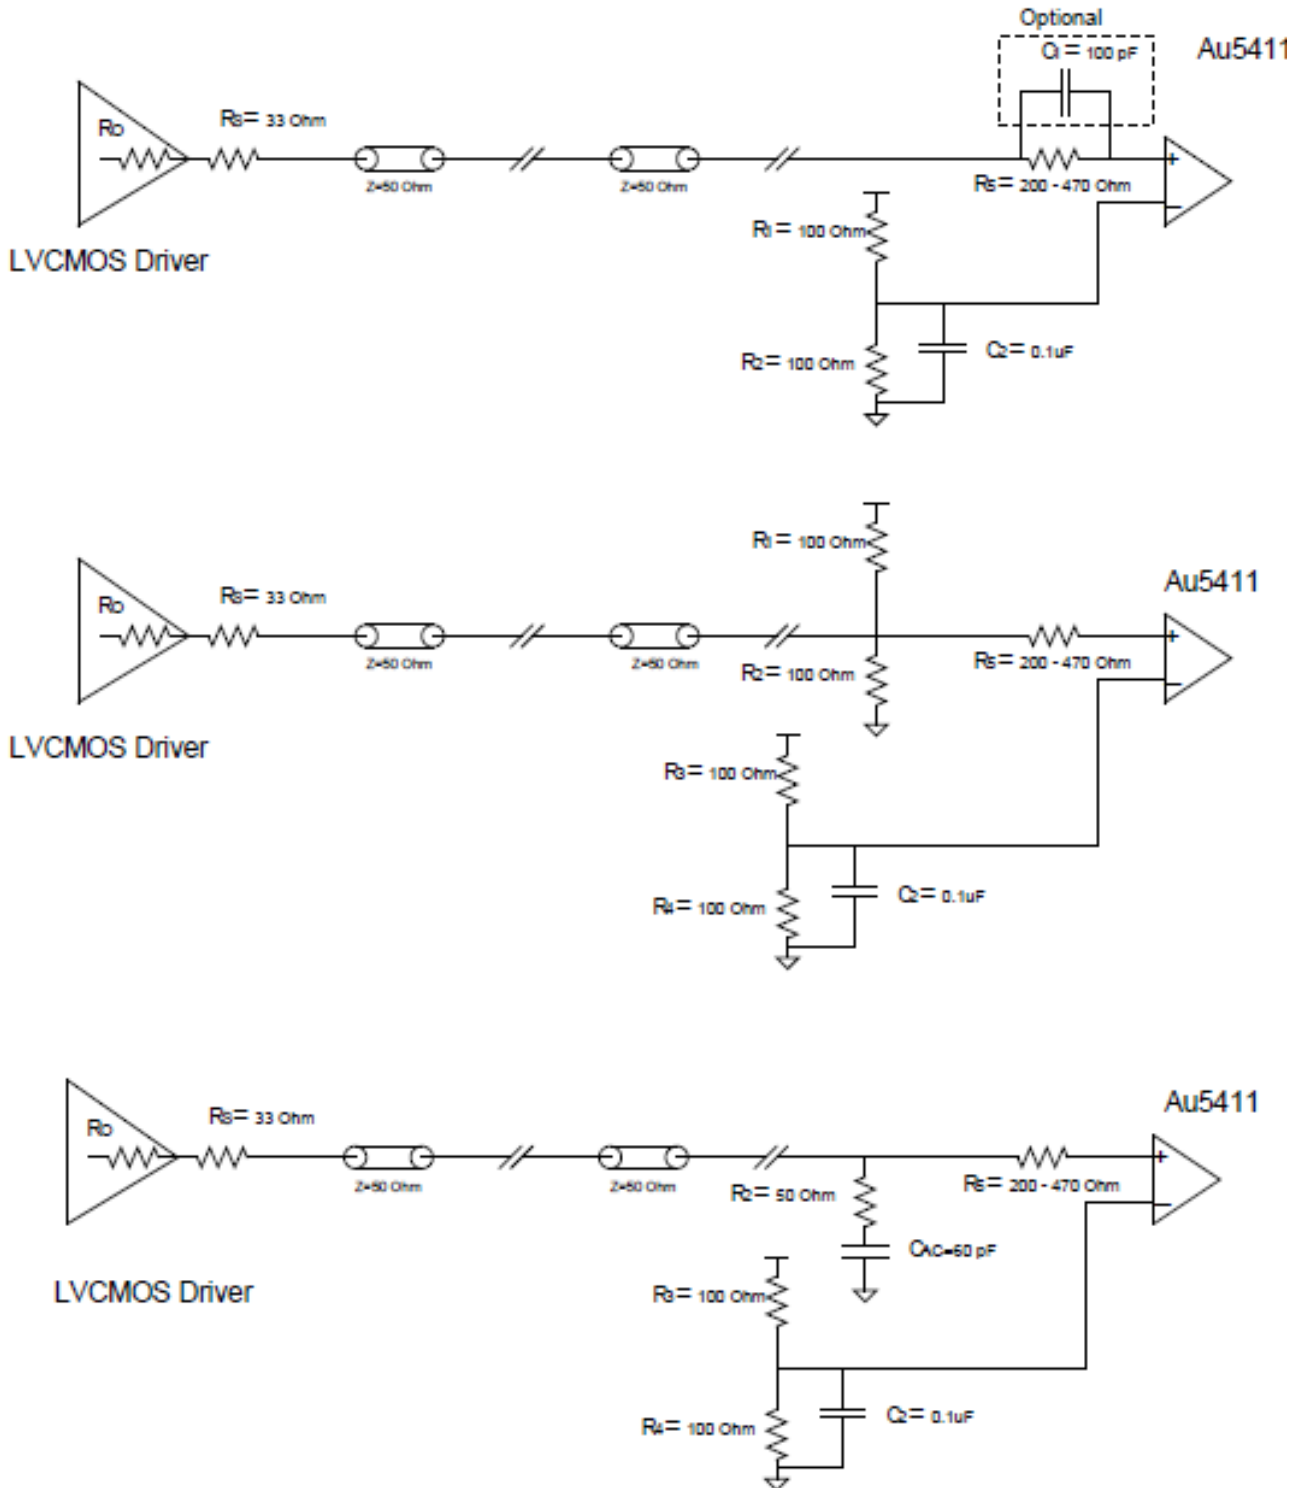 Optional
C1 = 100 pF
Au5411
RD
RS= 33 Ohm
+
Z=50 Ohm
Z=50 Ohm
R5 = 200 - 470 Ohm
−
R1 = 100 Ohm
LVCMOS Driver
R2= 100 Ohm
C2= 0.1uF
R1 = 100 Ohm
Au5411
RD
RS= 33 Ohm
+
Z=50 Ohm
Z=50 Ohm
R2= 100 Ohm
R5 = 200 - 470 Ohm
−
LVCMOS Driver
R3= 100 Ohm
R4= 100 Ohm
C2= 0.1uF
Au5411
RD
RS= 33 Ohm
+
Z=50 Ohm
Z=50 Ohm
R2= 50 Ohm
R5 = 200 - 470 Ohm
−
CAC=50 pF
LVCMOS Driver
R3= 100 Ohm
R4= 100 Ohm
C2= 0.1uF